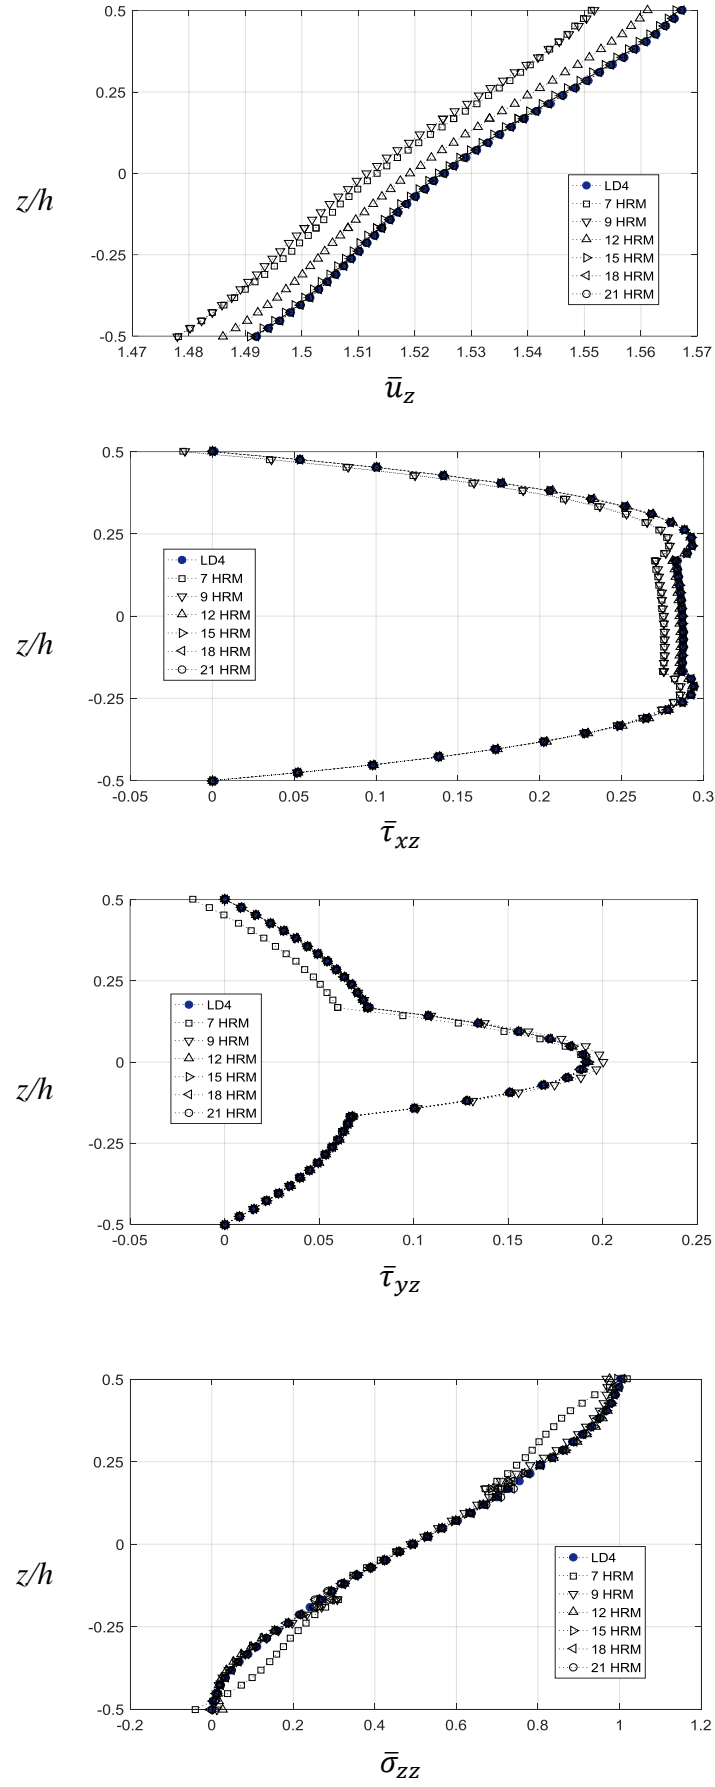 0.5
0.25
z/h
0
-0.25
-0.5
LD4
7 HRM
9 HRM
12 HRM
15 HRM
18 HRM
21 HRM
1.47 1.48 1.49 1.5 1.51 1.52 1.53 1.54 1.55 1.56 1.57
u̅z
0.5
0.25
z/h
0
-0.25
-0.5
LD4
7 HRM
9 HRM
12 HRM
15 HRM
18 HRM
21 HRM
-0.05 0 0.05 0.1 0.15 0.2 0.25 0.3
τ̅xz
0.5
0.25
z/h
0
-0.25
-0.5
LD4
7 HRM
9 HRM
12 HRM
15 HRM
18 HRM
21 HRM
-0.05 0 0.05 0.1 0.15 0.2 0.25
τ̅yz
0.5
0.25
z/h
0
-0.25
-0.5
LD4
7 HRM
9 HRM
12 HRM
15 HRM
18 HRM
21 HRM
-0.2 0 0.2 0.4 0.6 0.8 1 1.2
σ̅zz